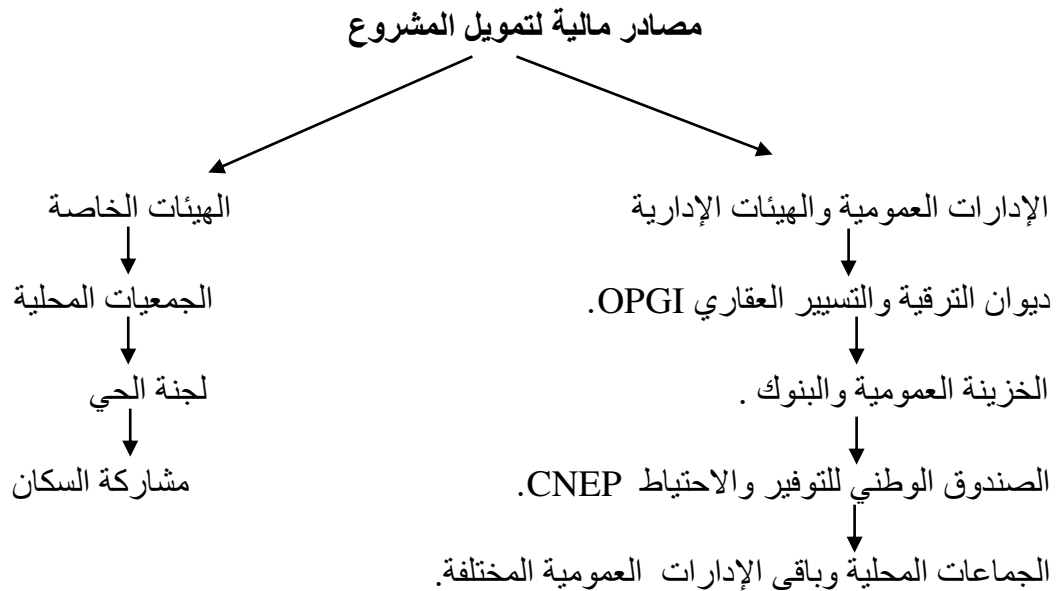 مصادر مالية لتمويل المشروع
الإدارات العمومية والهيئات الإدارية
الهيئات الخاصة
ديوان الترقية والتسيير العقاري OPGI.
الجمعيات المحلية
الخزينة العمومية والبنوك .
لجنة الحي
الصندوق الوطني للتوفير والاحتياط CNEP.
مشاركة السكان
الجماعات المحلية وباقي الإدارات العمومية المختلفة.